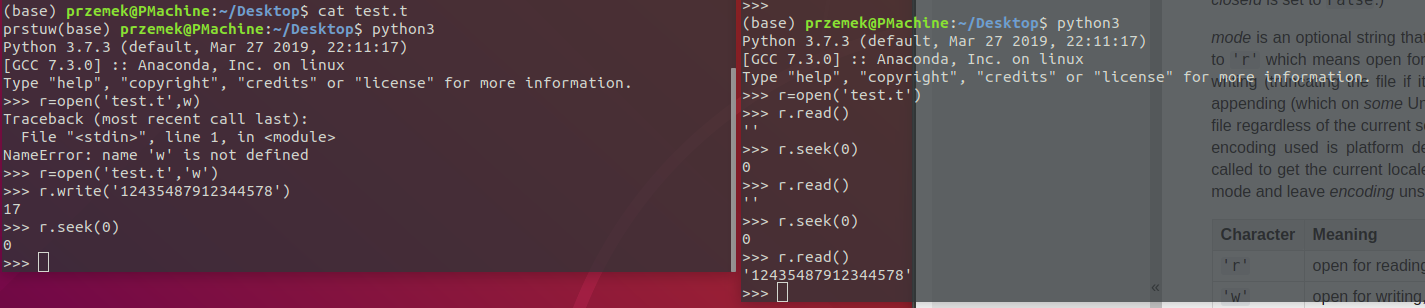 (base) przemek@PMachine:~/Desktop$ cat test.t
prstuw(base) przemek@PMachine:~/Desktop$ python3
Python 3.7.3 (default, Mar 27 2019, 22:11:17)
[GCC 7.3.0] :: Anaconda, Inc. on linux
Type "help", "copyright", "credits" or "license" for more information.
>>> r=open('test.t',w)
Traceback (most recent call last):
  File "<stdin>", line 1, in <module>
NameError: name 'w' is not defined
>>> r=open('test.t','w')
>>> r.write('12435487912344578')
17
>>> r.seek(0)
0
>>>
>>>
(base) przemek@PMachine:~/Desktop$ python3
Python 3.7.3 (default, Mar 27 2019, 22:11:17)
[GCC 7.3.0] :: Anaconda, Inc. on linux
Type "help", "copyright", "credits" or "license" for more information.
>>> r=open('test.t')
>>> r.read()
''
>>> r.seek(0)
0
>>> r.read()
''
>>> r.seek(0)
0
>>> r.read()
'12435487912344578'
>>>
closefd is set to False.)
mode is an optional string that
to 'r' which means open for
writing (truncating the file if it
appending (which on some Un
file regardless of the current se
encoding used is platform de
called to get the current locale
mode and leave encoding uns
Character Meaning
'r' open for reading
'w' open for writing
«